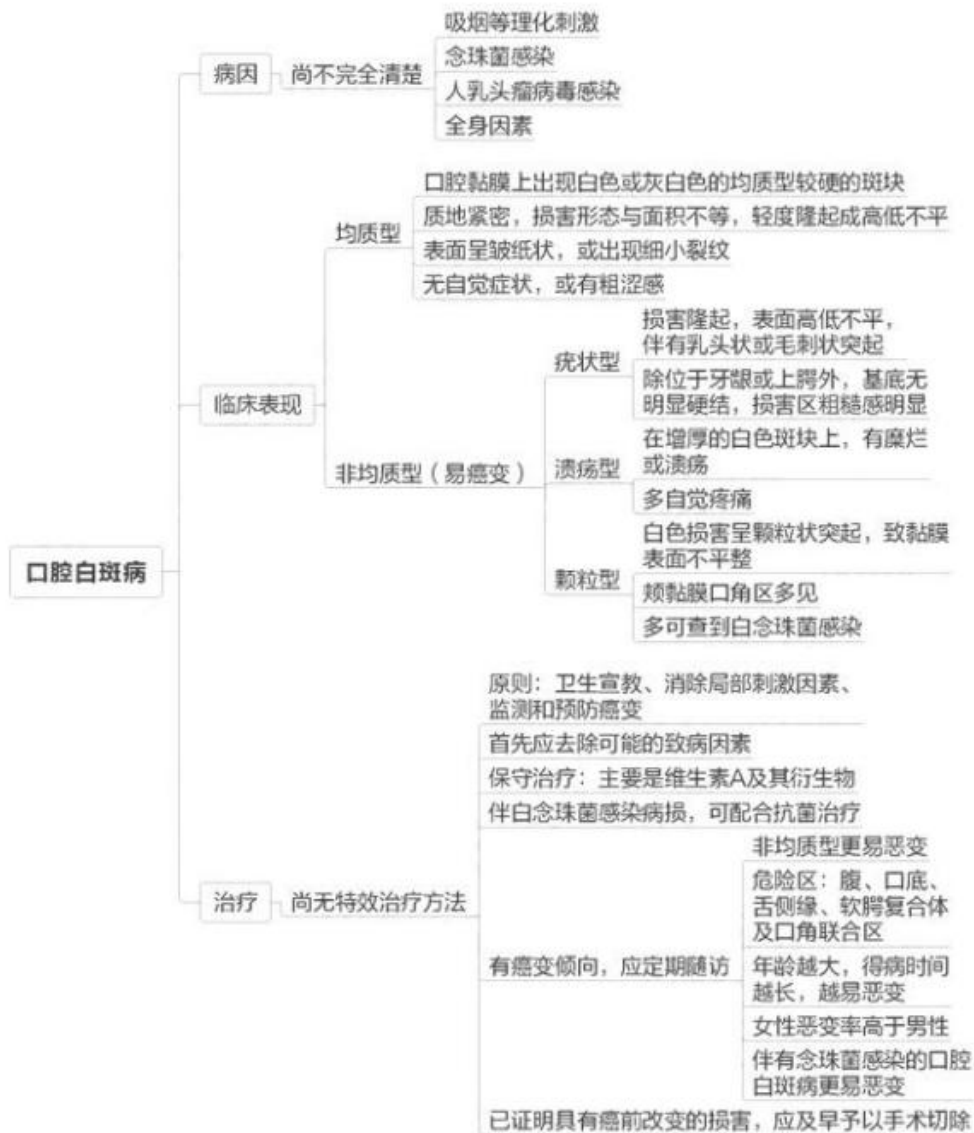 口腔白斑病
病因
尚不完全清楚
吸烟等理化刺激
念珠菌感染
人乳头瘤病毒感染
全身因素
临床表现
均质型
口腔黏膜上出现白色或灰白色的均质型较硬的斑块
质地紧密，损害形态与面积不等，轻度隆起成高低不平
表面呈皱纸状，或出现细小裂纹
无自觉症状，或有粗涩感
非均质型（易癌变）
疣状型
损害隆起，表面高低不平，
伴有乳头状或毛刺状突起
除位于牙龈或上腭外，基底无
明显硬结，损害区粗糙感明显
溃疡型
在增厚的白色斑块上，有糜烂
或溃疡
多自觉疼痛
颗粒型
白色损害呈颗粒状突起，致黏膜
表面不平整
颊黏膜口角区多见
多可查到白念珠菌感染
治疗
尚无特效治疗方法
原则：卫生宣教、消除局部刺激因素、
监测和预防癌变
首先应去除可能的致病因素
保守治疗：主要是维生素A及其衍生物
伴白念珠菌感染病损，可配合抗菌治疗
有癌变倾向，应定期随访
非均质型更易恶变
危险区：腹、口底、
舌侧缘、软腭复合体
及口角联合区
年龄越大，得病时间
越长，越易恶变
女性恶变率高于男性
伴有念珠菌感染的口腔
白斑病更易恶变
已证明具有癌前改变的损害，应及早予以手术切除